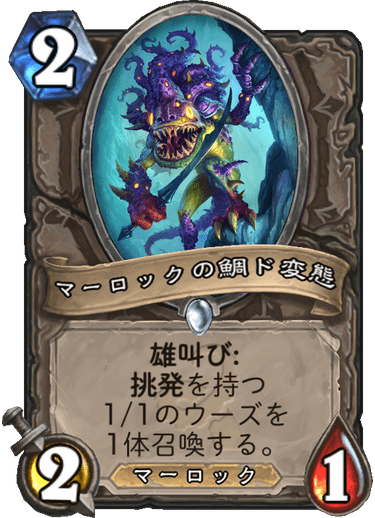 2
マーロックの鯛ド変態
雄叫び:
挑発を持つ
1/1のウーズを
1体召喚する。
マーロック
2
1